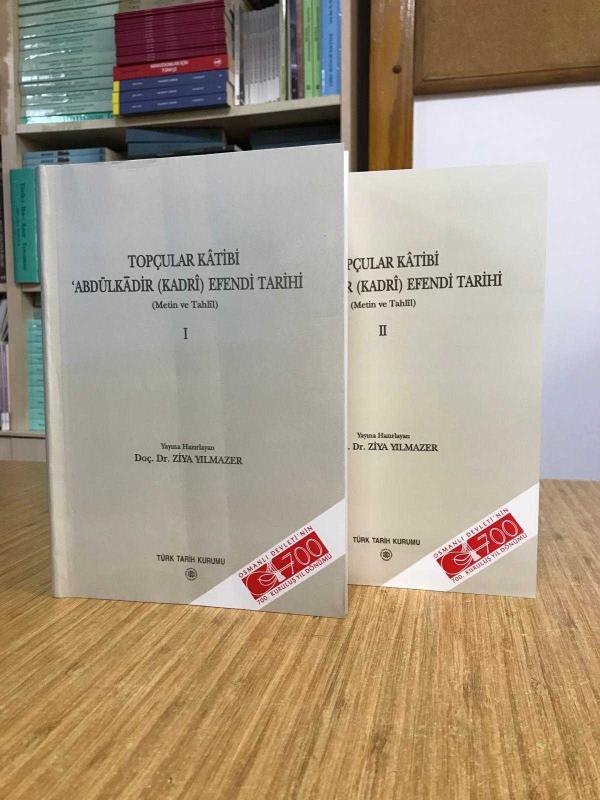 TOPÇULAR KÂTİBİ
‘ABDÜLKĀDİR (KADRÎ) EFENDİ TARİHİ
(Metin ve Tahlîl)
I
Yayına Hazırlayan
Doç. Dr. ZİYA YILMAZER
TÜRK TARİH KURUMU
OSMANLI DEVLETİ'NİN
700
700. KURULUŞ YIL DÖNÜMÜ
PÇULAR KÂTİBİ
R (KADRÎ) EFENDİ TARİHİ
(Metin ve Tahlîl)
II
Yayına Hazırlayan
. Dr. ZİYA YILMAZER
TÜRK TARİH KURUMU
OSMANLI DEVLETİ'NİN
700
700. KURULUŞ YIL DÖNÜMÜ